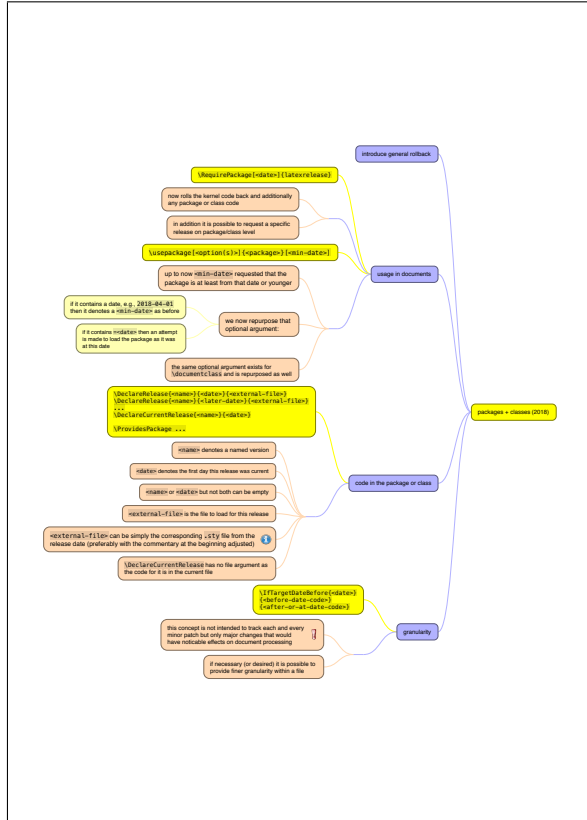 introduce general rollback
\RequirePackage[<date>]{latexrelease}
now rolls the kernel code back and additionally
any package or class code
in addition it is possible to request a specific
release on package/class level
\usepackage[<option(s)>]{<package>}[<min-date>]
usage in documents
up to now <min-date> requested that the
package is at least from that date or younger
if it contains a date, e.g., 2018-04-01
then it denotes a <min-date> as before
we now repurpose that
optional argument:
if it contains =<date> then an attempt
is made to load the package as it was
at this date
the same optional argument exists for
\documentclass and is repurposed as well
\DeclareRelease{<name>}{<date>}{<external-file>}
\DeclareRelease{<name>}{<later-date>}{<external-file>}
...
\DeclareCurrentRelease{<name>}{<date>}
\ProvidesPackage ...
packages + classes (2018)
<name> denotes a named version
<date> denotes the first day this release was current
code in the package or class
<name> or <date> but not both can be empty
<external-file> is the file to load for this release
<external-file> can be simply the corresponding .sty file from the
release date (preferably with the commentary at the beginning adjusted)
\DeclareCurrentRelease has no file argument as
the code for it is in the current file
\IfTargetDateBefore{<date>}
{<before-date-code>}
{<after-or-at-date-code>}
this concept is not intended to track each and every
minor patch but only major changes that would
have noticable effects on document processing
granularity
if necessary (or desired) it is possible to
provide finer granularity within a file